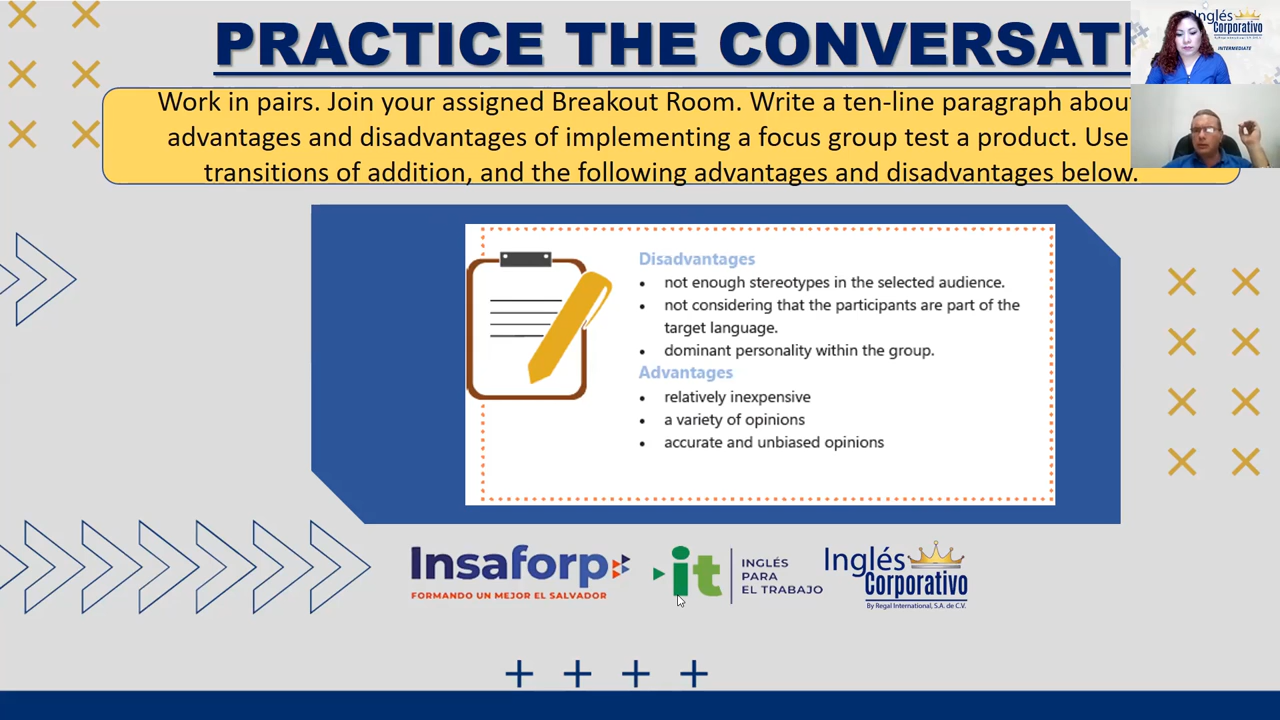 PRACTICE THE CONVERSAT
Work in pairs. Join your assigned Breakout Room. Write a ten-line paragraph abou
advantages and disadvantages of implementing a focus group test a product. Use
transitions of addition, and the following advantages and disadvantages below.
Inglés
Corporativo
INTERMEDIATE
Disadvantages
• not enough stereotypes in the selected audience.
• not considering that the participants are part of the
target language.
• dominant personality within the group.
Advantages
• relatively inexpensive
• a variety of opinions
• accurate and unbiased opinions
Insaforp
FORMANDO UN MEJOR EL SALVADOR
it
INGLÉS
PARA
EL TRABAJO
Inglés
Corporativo
By Regal International, S.A. de C.V.